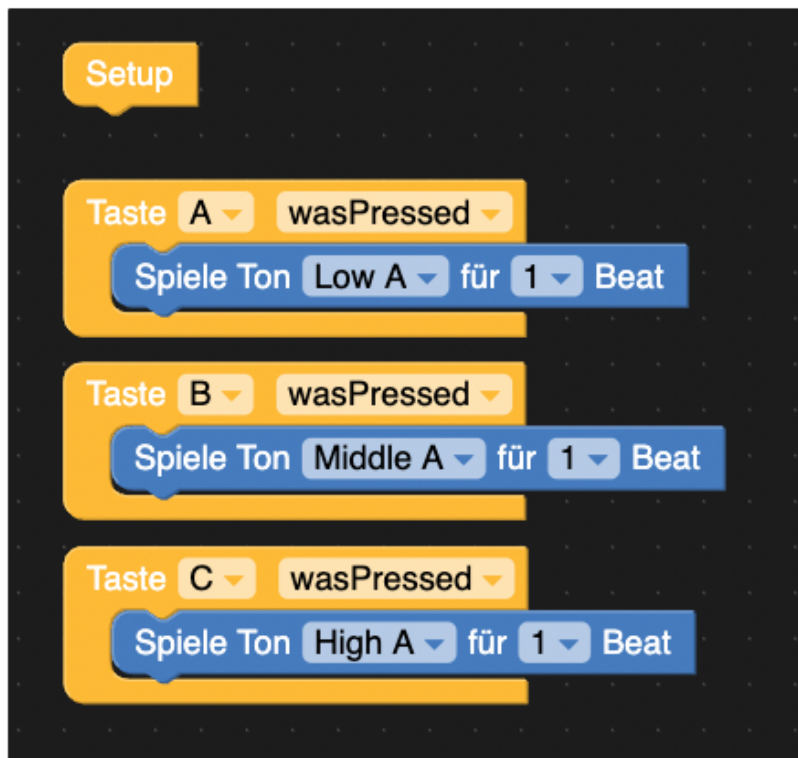 Setup
Taste A wasPressed
Spiele Ton Low A für 1 Beat
Taste B wasPressed
Spiele Ton Middle A für 1 Beat
Taste C wasPressed
Spiele Ton High A für 1 Beat